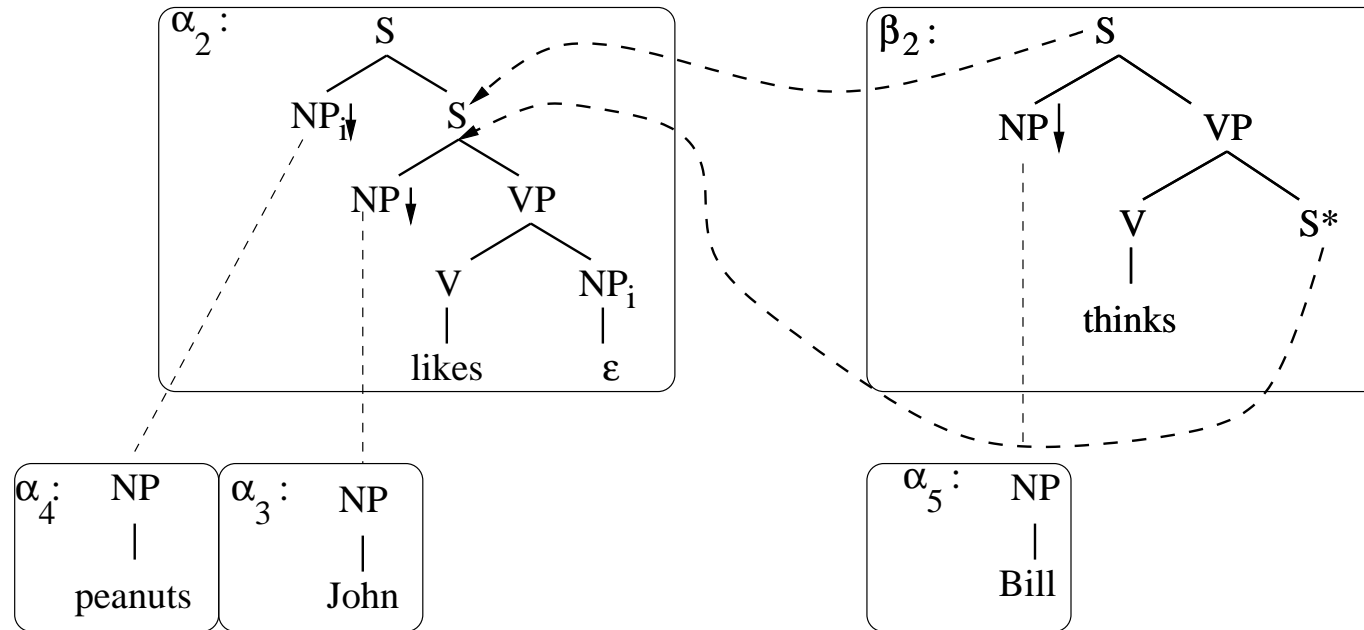 α2: S
NPi↓ S
NP↓ VP
V NPi
likes ε
β2: S
NP↓ VP
V S*
thinks
α4: NP
peanuts
α3: NP
John
α5: NP
Bill